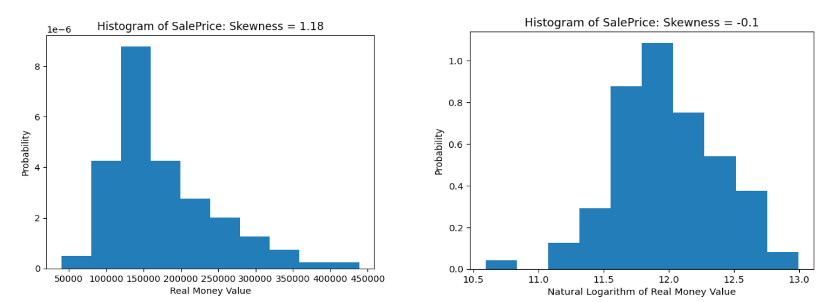 Histogram of SalePrice: Skewness = 1.18
1e−6
8
6
4
2
0
Probability
50000 100000 150000 200000 250000 300000 350000 400000 450000
Real Money Value
Histogram of SalePrice: Skewness = -0.1
1.0
0.8
0.6
0.4
0.2
0.0
Probability
10.5 11.0 11.5 12.0 12.5 13.0
Natural Logarithm of Real Money Value